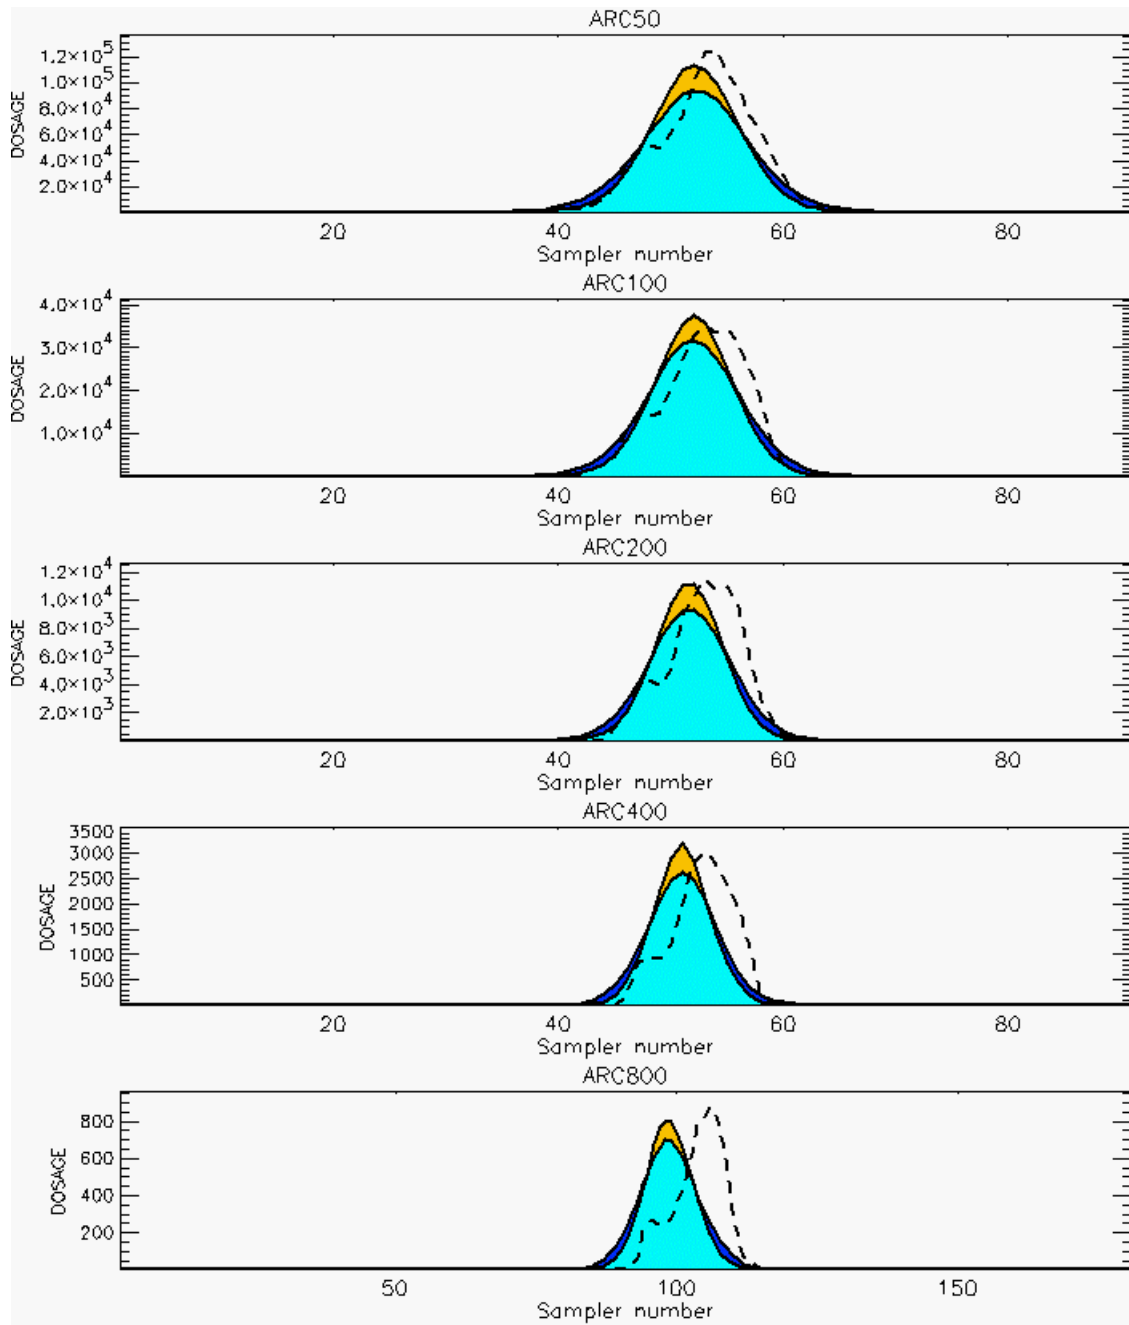 ARC50
1.2×10⁵
1.0×10⁵
8.0×10⁴
6.0×10⁴
4.0×10⁴
2.0×10⁴
DOSAGE
20 40 60 80
Sampler number
ARC100
4.0×10⁴
3.0×10⁴
2.0×10⁴
1.0×10⁴
DOSAGE
20 40 60 80
Sampler number
ARC200
1.2×10⁴
1.0×10⁴
8.0×10³
6.0×10³
4.0×10³
2.0×10³
DOSAGE
20 40 60 80
Sampler number
ARC400
3500
3000
2500
2000
1500
1000
500
DOSAGE
20 40 60 80
Sampler number
ARC800
800
600
400
200
DOSAGE
50 100 150
Sampler number